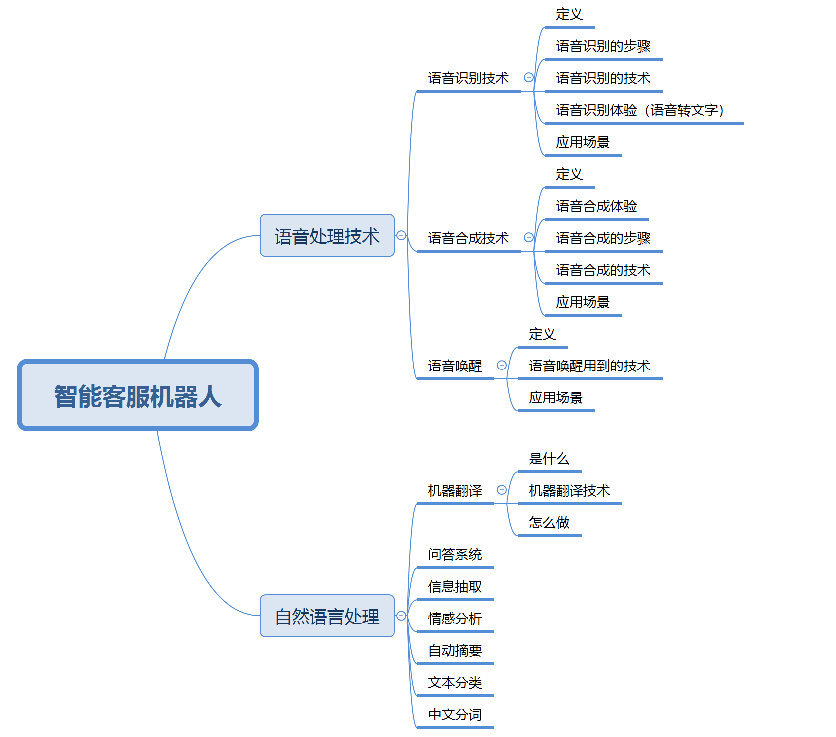 智能客服机器人
语音处理技术
语音识别技术
定义
语音识别的步骤
语音识别的技术
语音识别体验（语音转文字）
应用场景
语音合成技术
定义
语音合成体验
语音合成的步骤
语音合成的技术
应用场景
语音唤醒
定义
语音唤醒用到的技术
应用场景
自然语言处理
机器翻译
是什么
机器翻译技术
怎么做
问答系统
信息抽取
情感分析
自动摘要
文本分类
中文分词